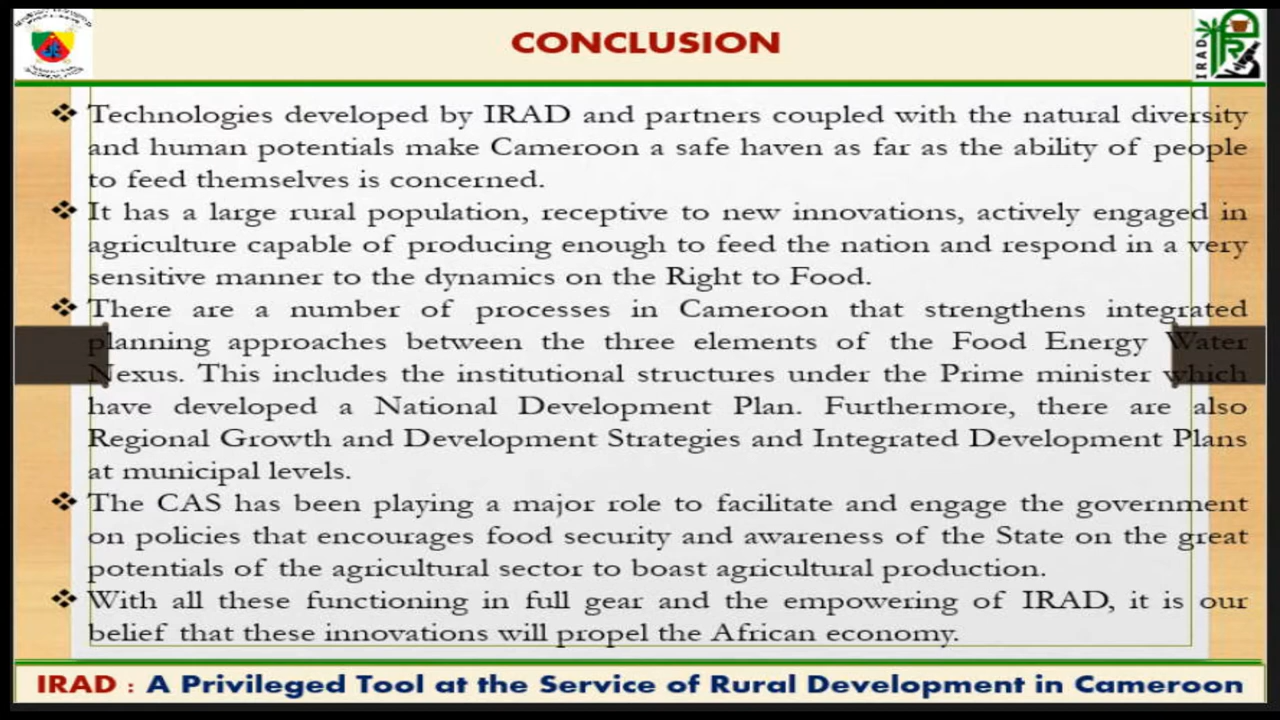 CONCLUSION
IRAD
❖ Technologies developed by IRAD and partners coupled with the natural diversity
and human potentials make Cameroon a safe haven as far as the ability of people
to feed themselves is concerned.
❖ It has a large rural population, receptive to new innovations, actively engaged in
agriculture capable of producing enough to feed the nation and respond in a very
sensitive manner to the dynamics on the Right to Food.
❖ There are a number of processes in Cameroon that strengthens integrated
planning approaches between the three elements of the Food Energy Water
Nexus. This includes the institutional structures under the Prime minister which
have developed a National Development Plan. Furthermore, there are also
Regional Growth and Development Strategies and Integrated Development Plans
at municipal levels.
❖ The CAS has been playing a major role to facilitate and engage the government
on policies that encourages food security and awareness of the State on the great
potentials of the agricultural sector to boast agricultural production.
❖ With all these functioning in full gear and the empowering of IRAD, it is our
belief that these innovations will propel the African economy.
IRAD : A Privileged Tool at the Service of Rural Development in Cameroon